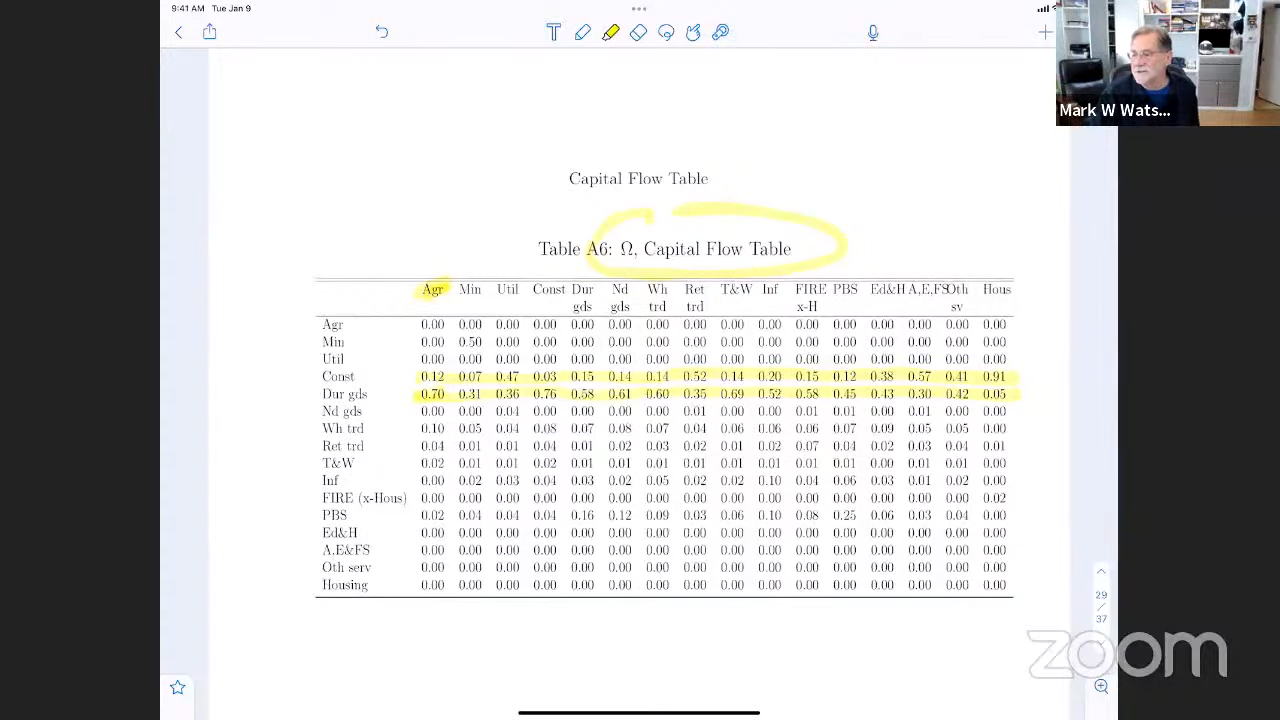 9:41 AM Tue Jan 9
Mark W Wats...
Capital Flow Table
Table A6: Ω, Capital Flow Table
Agr Min Util Const Dur Nd Wh Ret T&W Inf FIRE PBS Ed&H A,E,FS Oth Hous
gds gds trd trd x-H sv
Agr 0.00 0.00 0.00 0.00 0.00 0.00 0.00 0.00 0.00 0.00 0.00 0.00 0.00 0.00 0.00 0.00
Min 0.00 0.50 0.00 0.00 0.00 0.00 0.00 0.00 0.00 0.00 0.00 0.00 0.00 0.00 0.00 0.00
Util 0.00 0.00 0.00 0.00 0.00 0.00 0.00 0.00 0.00 0.00 0.00 0.00 0.00 0.00 0.00 0.00
Const 0.12 0.07 0.47 0.03 0.15 0.14 0.14 0.52 0.14 0.20 0.15 0.12 0.38 0.57 0.41 0.91
Dur gds 0.70 0.31 0.36 0.76 0.58 0.61 0.60 0.35 0.69 0.52 0.58 0.45 0.43 0.30 0.42 0.05
Nd gds 0.00 0.00 0.04 0.00 0.00 0.00 0.00 0.01 0.00 0.00 0.01 0.01 0.00 0.01 0.00 0.00
Wh trd 0.10 0.05 0.04 0.08 0.07 0.08 0.07 0.04 0.06 0.06 0.06 0.07 0.09 0.05 0.05 0.00
Ret trd 0.04 0.01 0.01 0.04 0.01 0.02 0.03 0.02 0.01 0.02 0.07 0.04 0.02 0.03 0.04 0.01
T&W 0.02 0.01 0.01 0.02 0.01 0.01 0.01 0.01 0.01 0.01 0.01 0.01 0.00 0.01 0.01 0.00
Inf 0.00 0.02 0.03 0.04 0.03 0.02 0.05 0.02 0.02 0.10 0.04 0.06 0.03 0.01 0.02 0.00
FIRE (x-Hous) 0.00 0.00 0.00 0.00 0.00 0.00 0.00 0.00 0.00 0.00 0.00 0.00 0.00 0.00 0.00 0.02
PBS 0.02 0.04 0.04 0.04 0.16 0.12 0.09 0.03 0.06 0.10 0.08 0.25 0.06 0.03 0.04 0.00
Ed&H 0.00 0.00 0.00 0.00 0.00 0.00 0.00 0.00 0.00 0.00 0.00 0.00 0.00 0.00 0.00 0.00
A,E&FS 0.00 0.00 0.00 0.00 0.00 0.00 0.00 0.00 0.00 0.00 0.00 0.00 0.00 0.00 0.00 0.00
Oth serv 0.00 0.00 0.00 0.00 0.00 0.00 0.00 0.00 0.00 0.00 0.00 0.00 0.00 0.00 0.00 0.00
Housing 0.00 0.00 0.00 0.00 0.00 0.00 0.00 0.00 0.00 0.00 0.00 0.00 0.00 0.00 0.00 0.00
29
/
37
zoom